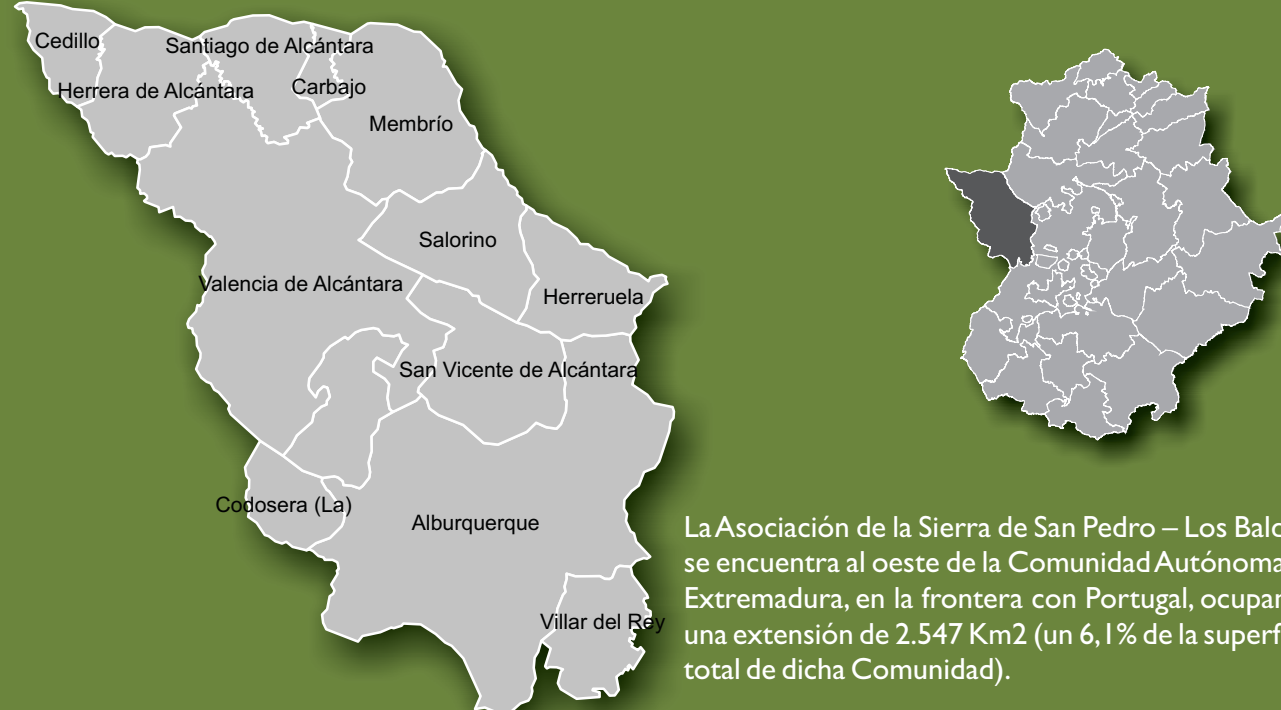 Cedillo
Santiago de Alcántara
Herrera de Alcántara
Carbajo
Membrío
Salorino
Valencia de Alcántara
Herreruela
San Vicente de Alcántara
Codosera (La)
Alburquerque
Villar del Rey
La Asociación de la Sierra de San Pedro – Los
se encuentra al oeste de la Comunidad Autónoma
Extremadura, en la frontera con Portugal,
una extensión de 2.547 Km2 (un 6,1% de la
total de dicha Comunidad).